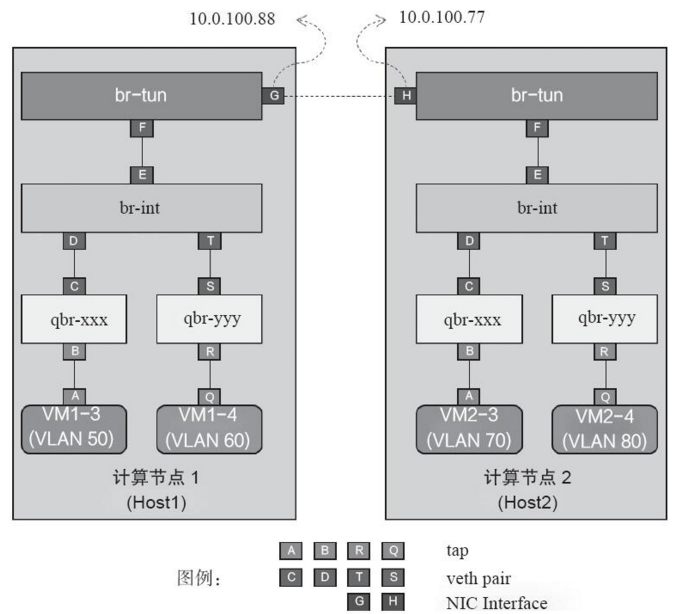 10.0.100.88 10.0.100.77
br-tun G H br-tun
F F
E E
br-int br-int
D T D T
C S C S
qbr-xxx qbr-yyy qbr-xxx qbr-yyy
B R B R
A Q A Q
VM1-3 VM1-4 VM2-3 VM2-4
(VLAN 50) (VLAN 60) (VLAN 70) (VLAN 80)
计算节点 1 计算节点 2
(Host1) (Host2)
A B R Q tap
图例： C D T S veth pair
G H NIC Interface